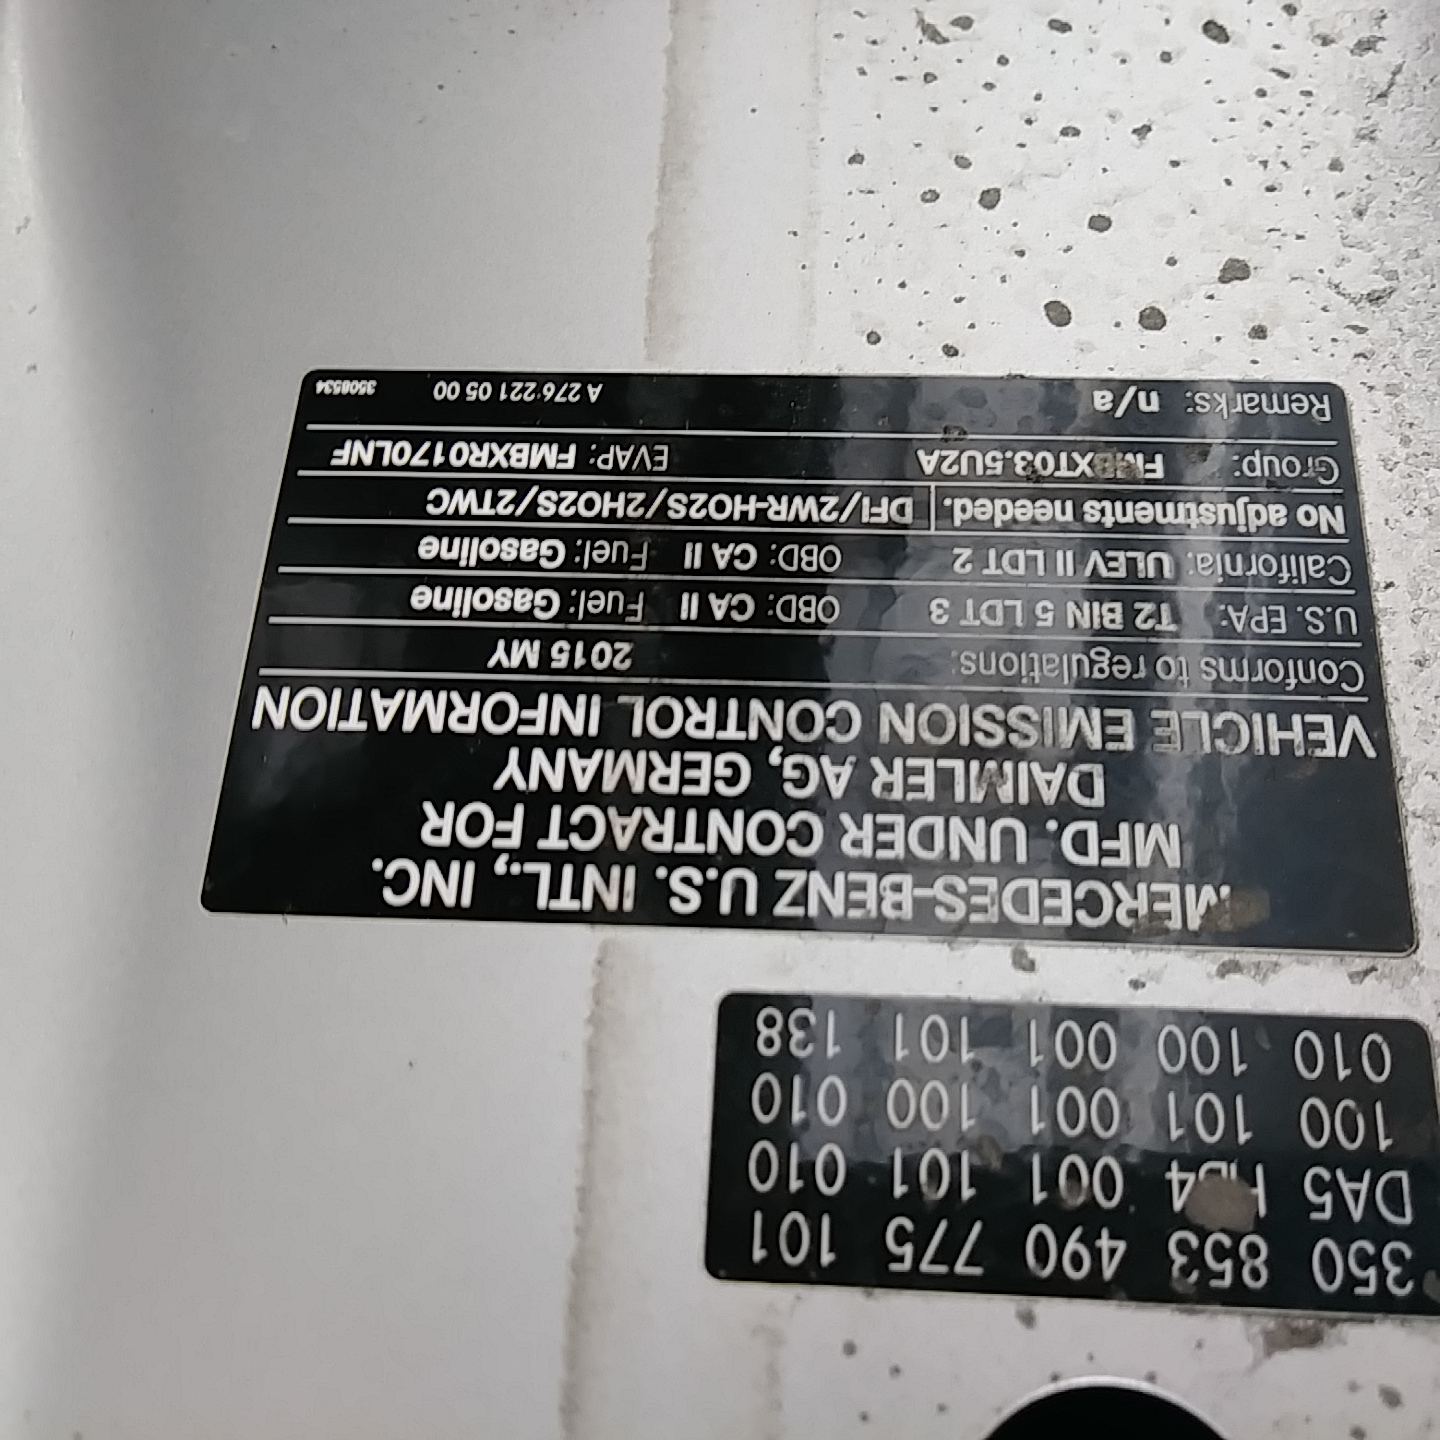 350 853 490 775 101
DA5 001 101 010
100 101 001 100 010
010 100 001 101 138
MERCEDES-BENZ U.S. INTL., INC.
MFD. UNDER CONTRACT FOR
DAIMLER AG, GERMANY
VEHICLE EMISSION CONTROL INFORMATION
Conforms to regulations: 2015 MY
U.S. EPA: T2 BIN 5 LDT 3 OBD: CA II Fuel: Gasoline
California: ULEV II LDT 2 OBD: CA II Fuel: Gasoline
No adjustments needed. DFI/2WR-HO2S/2HO2S/2TWC
Group: FMBXT03.5U2A EVAP: FMBXR0170LNF
Remarks: n/a A 276 221 05 00 3508534